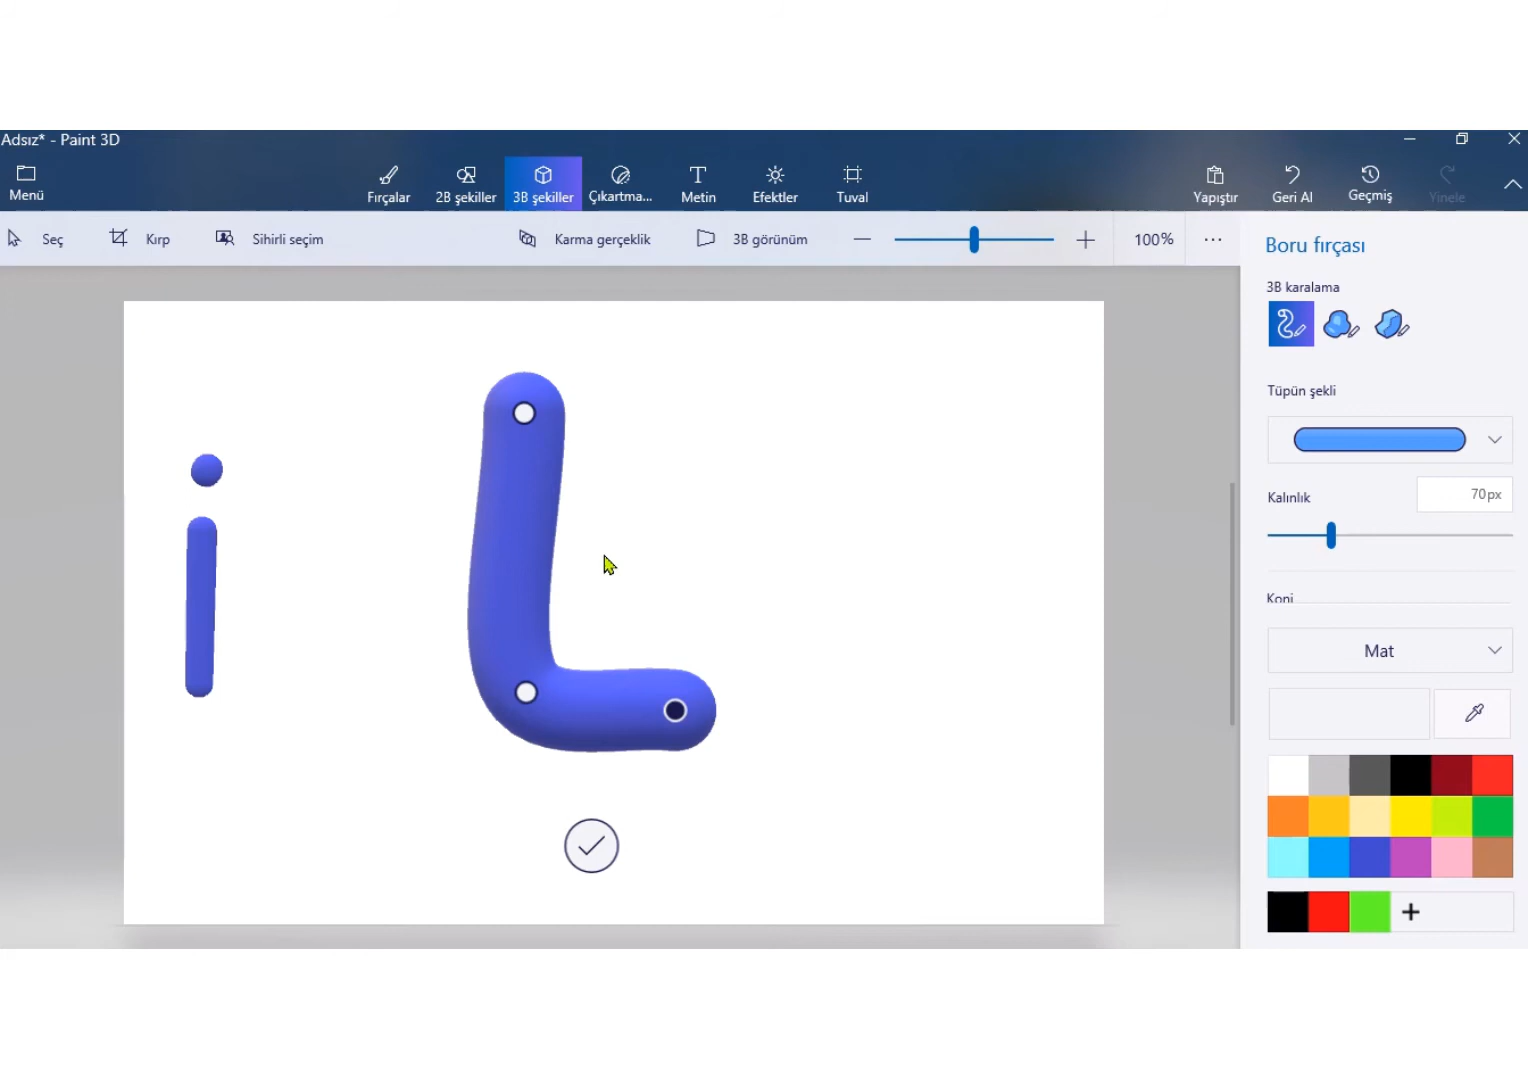 Adsız* - Paint 3D
Menü
Fırçalar
2B şekiller
3B şekiller
Çıkartma...
Metin
Efektler
Tuval
Yapıştır
Geri Al
Geçmiş
Yinele
Seç
Kırp
Sihirli seçim
Karma gerçeklik
3B görünüm
100%
Boru fırçası
3B karalama
Tüpün şekli
Kalınlık
70px
Koni
Mat
i L